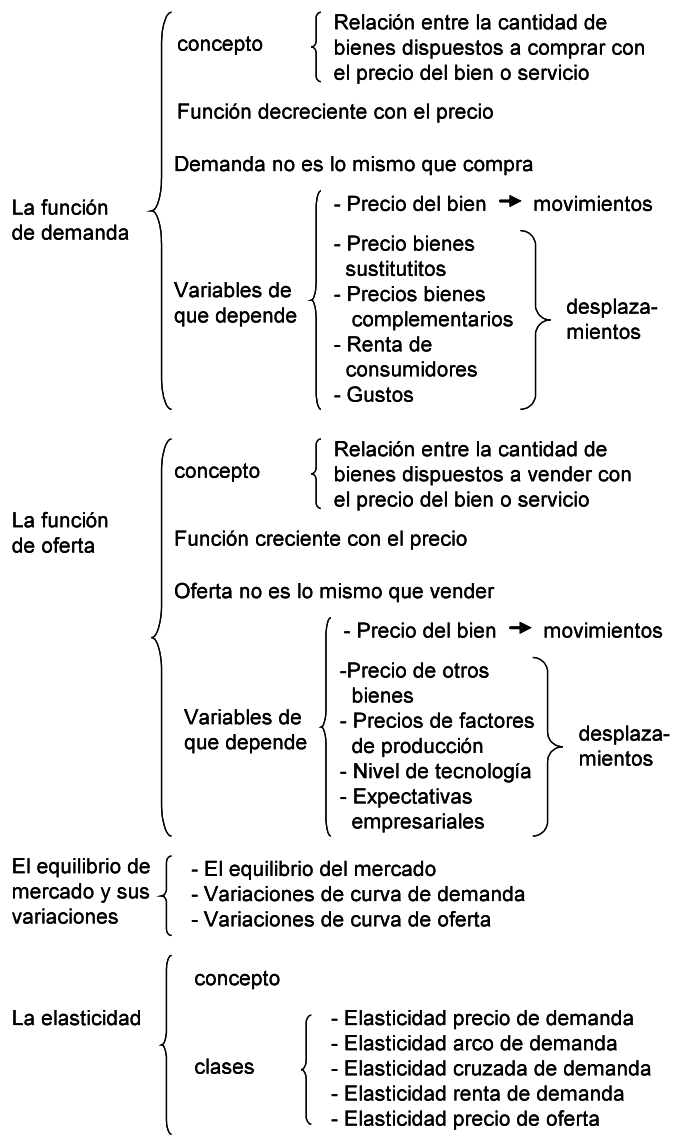 concepto
Relación entre la cantidad de
bienes dispuestos a comprar con
el precio del bien o servicio
Función decreciente con el precio
Demanda no es lo mismo que compra
La función
de demanda
Variables de
que depende
- Precio del bien → movimientos
- Precio bienes
sustitutitos
- Precios bienes
complementarios
- Renta de
consumidores
- Gustos
desplaza-
mientos
concepto
Relación entre la cantidad de
bienes dispuestos a vender con
el precio del bien o servicio
La función
de oferta
Función creciente con el precio
Oferta no es lo mismo que vender
Variables de
que depende
- Precio del bien → movimientos
-Precio de otros
bienes
- Precios de factores
de producción
- Nivel de tecnología
- Expectativas
empresariales
desplaza-
mientos
El equilibrio de
mercado y sus
variaciones
- El equilibrio del mercado
- Variaciones de curva de demanda
- Variaciones de curva de oferta
La elasticidad
concepto
clases
- Elasticidad precio de demanda
- Elasticidad arco de demanda
- Elasticidad cruzada de demanda
- Elasticidad renta de demanda
- Elasticidad precio de oferta